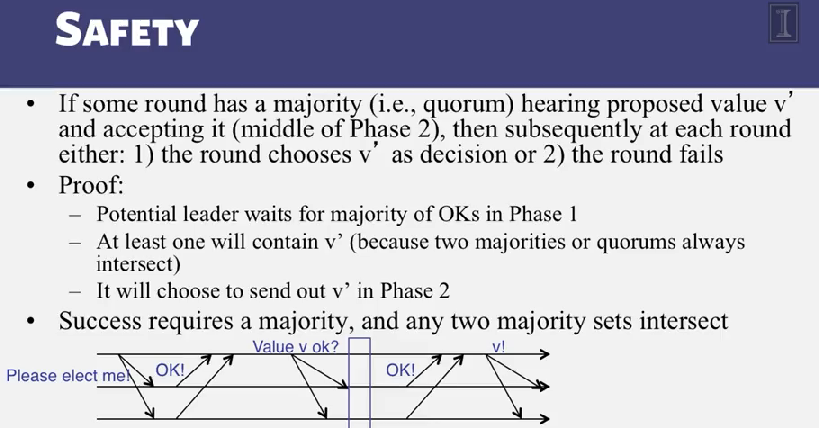 SAFETY
• If some round has a majority (i.e., quorum) hearing proposed value v’
and accepting it (middle of Phase 2), then subsequently at each round
either: 1) the round chooses v’ as decision or 2) the round fails
• Proof:
– Potential leader waits for majority of OKs in Phase 1
– At least one will contain v’ (because two majorities or quorums always
intersect)
– It will choose to send out v’ in Phase 2
• Success requires a majority, and any two majority sets intersect
Value v ok?
v!
Please elect me!
OK!
OK!
I